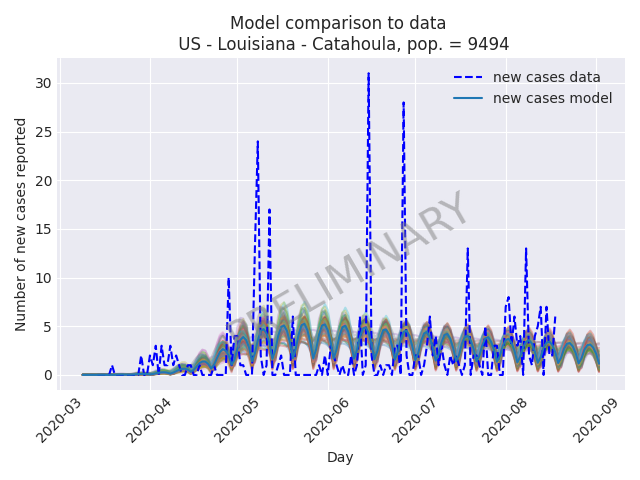 Model comparison to data
US - Louisiana - Catahoula, pop. = 9494
new cases data
new cases model
Number of new cases reported
30
25
20
15
10
5
0
PRELIMINARY
2020-03
2020-04
2020-05
2020-06
2020-07
2020-08
2020-09
Day